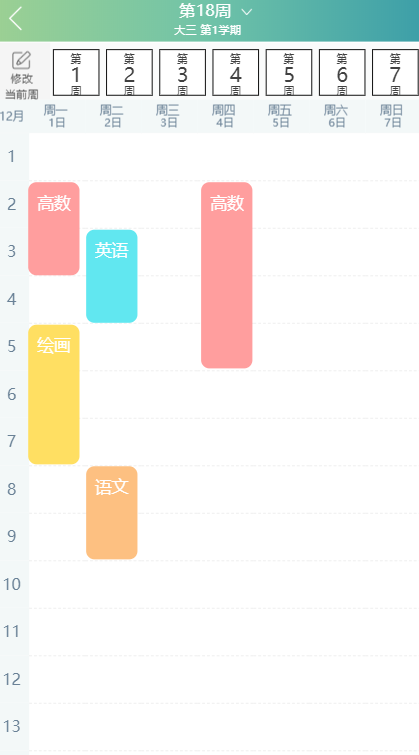 第18周
大三 第1学期
修改
当前周
第
1
周
第
2
周
第
3
周
第
4
周
第
5
周
第
6
周
第
7
周
12月
周一
1日
周二
2日
周三
3日
周四
4日
周五
5日
周六
6日
周日
7日
1
2
高数
高数
3
英语
4
5
绘画
6
7
8
语文
9
10
11
12
13